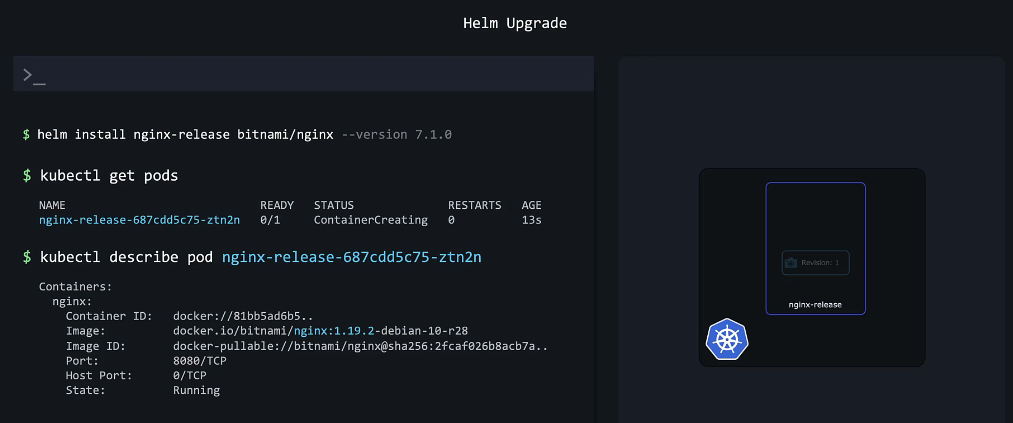 Helm Upgrade
>_
$ helm install nginx-release bitnami/nginx --version 7.1.0
$ kubectl get pods
NAME READY STATUS RESTARTS AGE
nginx-release-687cdd5c75-ztn2n 0/1 ContainerCreating 0 13s
$ kubectl describe pod nginx-release-687cdd5c75-ztn2n
Containers:
nginx:
Container ID: docker://81bb5ad6b5..
Image: docker.io/bitnami/nginx:1.19.2-debian-10-r28
Image ID: docker-pullable://bitnami/nginx@sha256:2fcaf026b8acb7a..
Port: 8080/TCP
Host Port: 0/TCP
State: Running
Revision: 1
nginx-release